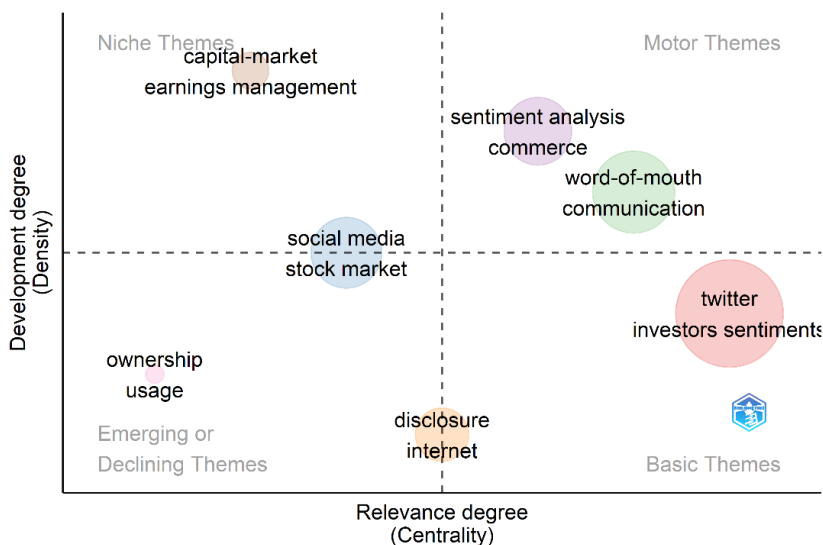 Niche Themes
Motor Themes
capital-market
earnings management
sentiment analysis
commerce
word-of-mouth
communication
social media
stock market
twitter
investors sentiments
ownership
usage
disclosure
internet
Emerging or
Declining Themes
Basic Themes
Development degree
(Density)
Relevance degree
(Centrality)